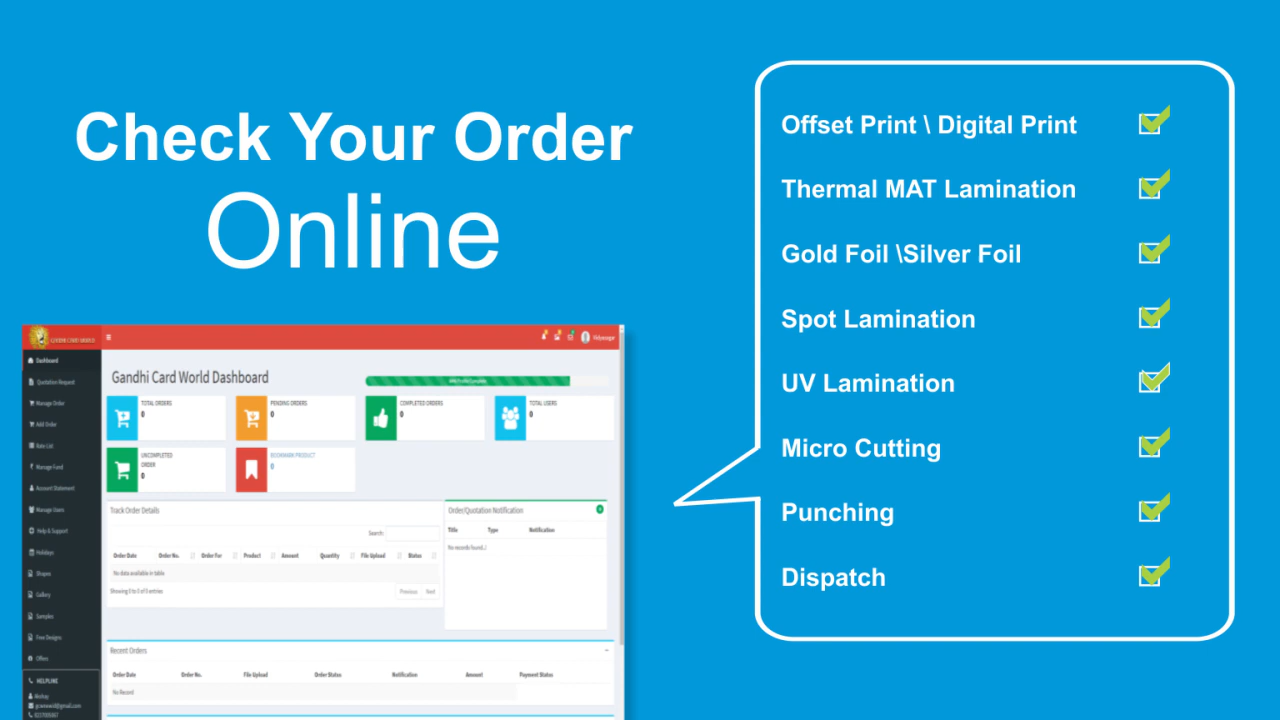 Check Your Order
Online
Offset Print \ Digital Print
Thermal MAT Lamination
Gold Foil \Silver Foil
Spot Lamination
UV Lamination
Micro Cutting
Punching
Dispatch
GANDHI CARD WORLD
Vidyasagar
Dashboard
Quotation Request
Manage Order
Add Order
Rate List
Manage Fund
Account Statement
Manage Users
Help & Support
Holidays
Shapes
Gallery
Samples
Free Designs
Offers
HELPLINE
Gandhi Card World Dashboard
TOTAL ORDERS
0
PENDING ORDERS
0
COMPLETED ORDERS
0
TOTAL USERS
0
UNCOMPLETED
ORDER
0
BOOKMARK PRODUCT
0
Track Order Details
Search:
Order Date Order No. Order For Product Amount Quantity File Upload Status
No data available in table
Showing 0 to 0 of 0 entries
Previous Next
Order/Quotation Notification
Title Type Notification
No records found..!
Recent Orders
Order Date Order No. File Upload Order Status Notification Amount Payment Status
No Record